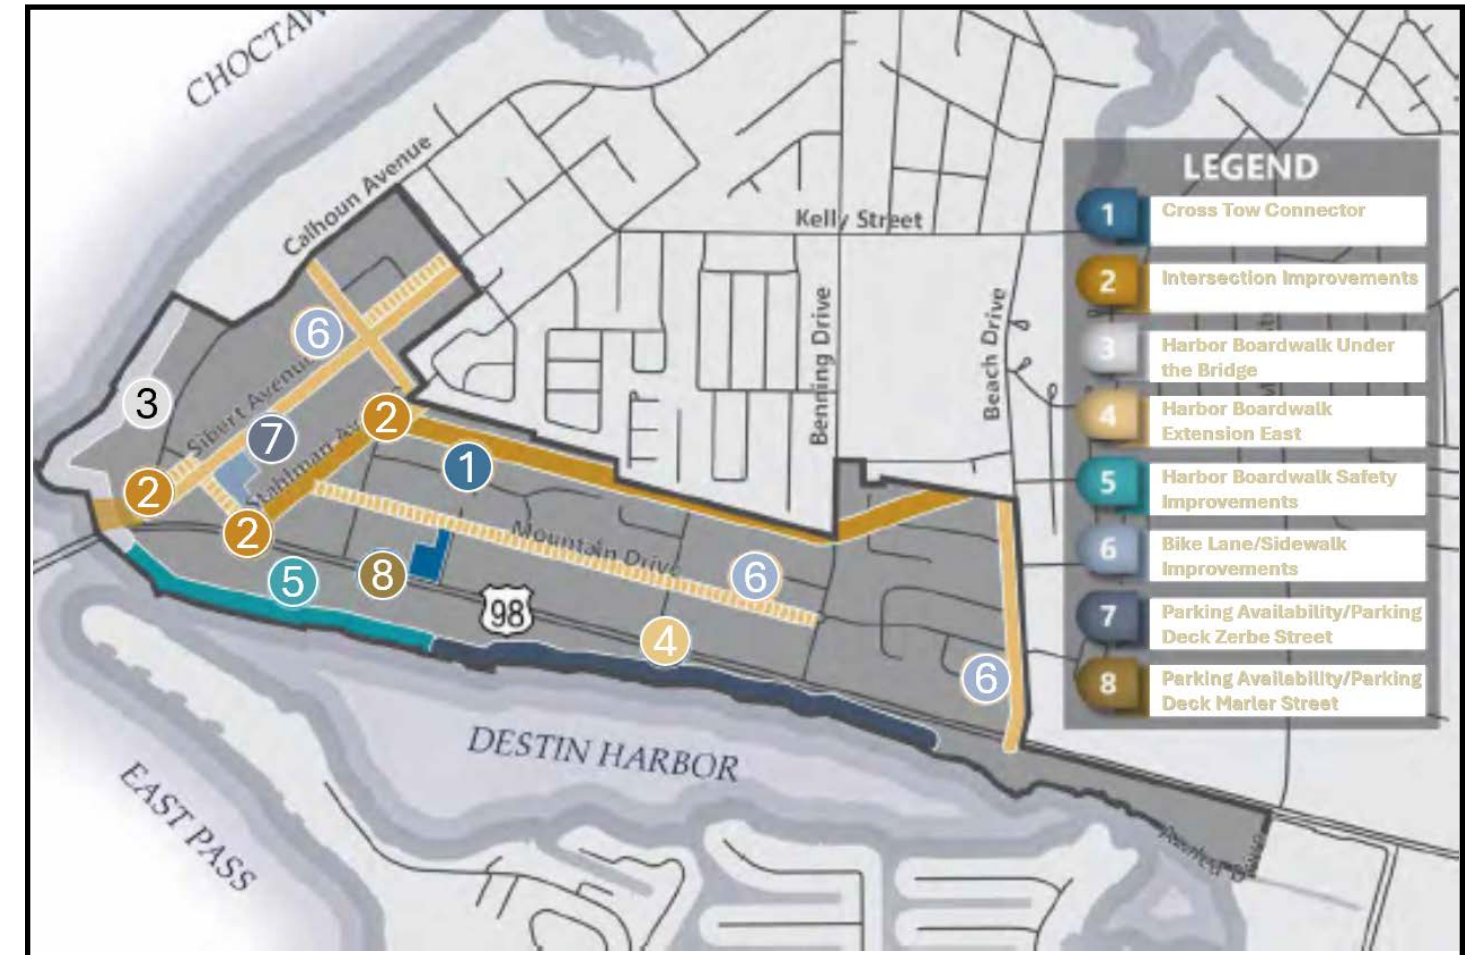 CHOCTAW
Calhoun Avenue
Kelly Street
LEGEND
1 Cross Tow Connector
2 Intersection Improvements
3 Harbor Boardwalk Under
the Bridge
4 Harbor Boardwalk
Extension East
5 Harbor Boardwalk Safety
Improvements
6 Bike Lane/Sidewalk
Improvements
7 Parking Availability/Parking
Deck Zerbe Street
8 Parking Availability/Parking
Deck Marler Street
Benning Drive
Beach Drive
6
Sibert Avenue
3
7
2
Stahlman Av
1
2
2
Mountain Drive
5
8
6
98
4
6
DESTIN HARBOR
EAST PASS